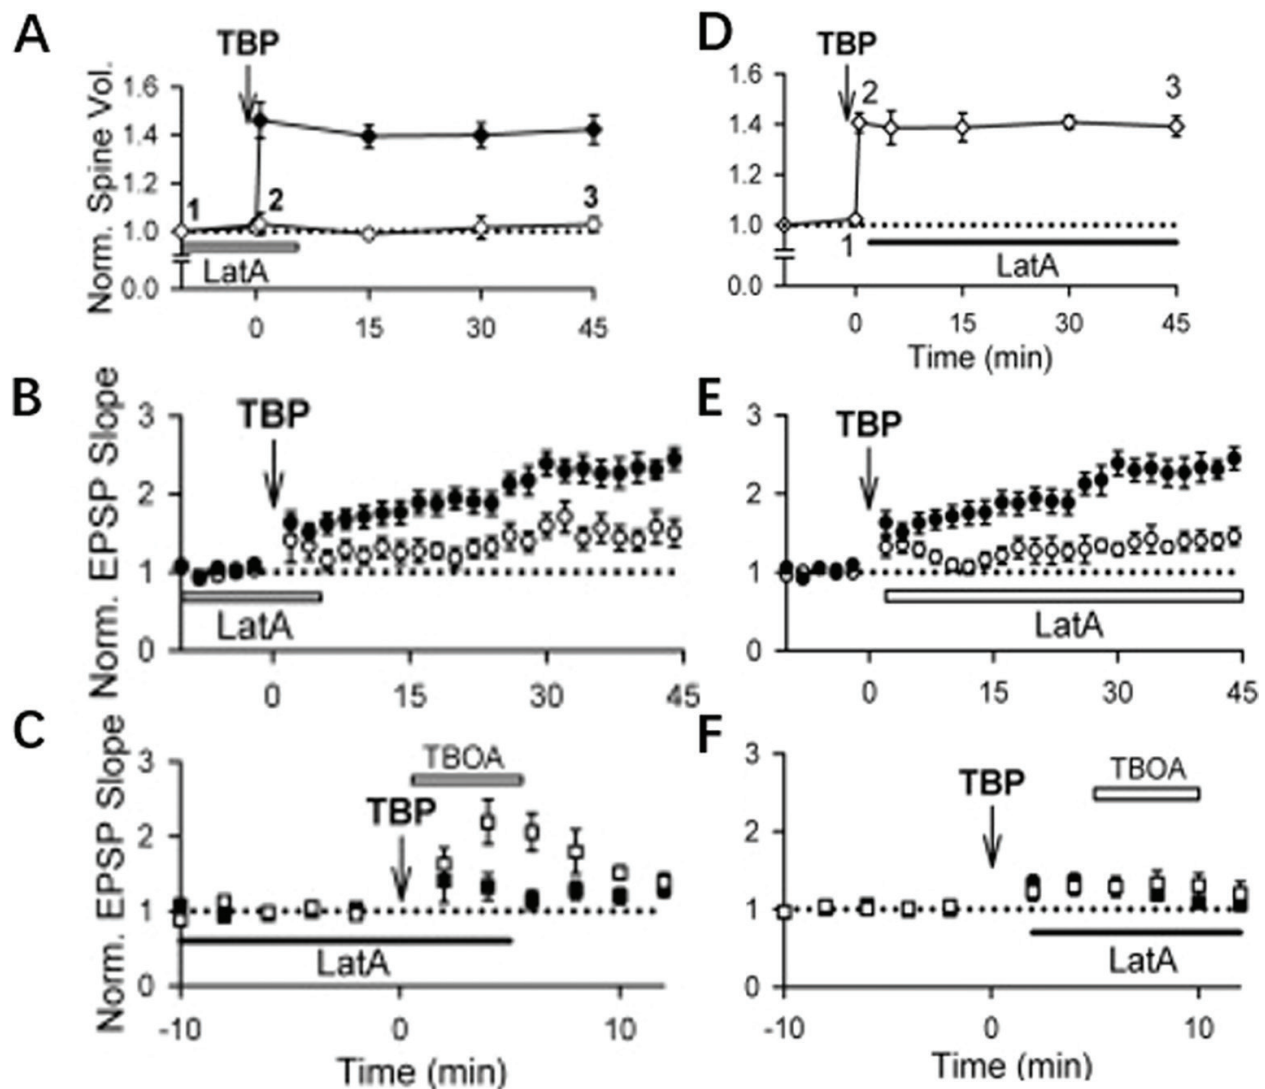 A
TBP
Norm. Spine Vol.
1.6
1.4
1.2
1.0
0.0
1
2
3
LatA
0 15 30 45
D
TBP
1.6
1.4
1.2
1.0
0.0
2
3
1
LatA
0 15 30 45
Time (min)
B
TBP
Norm. EPSP Slope
3
2
1
0
LatA
0 15 30 45
E
TBP
3
2
1
0
LatA
0 15 30 45
C
TBOA
TBP
Norm. EPSP Slope
3
2
1
0
LatA
-10 0 10
Time (min)
F
TBOA
TBP
3
2
1
0
LatA
-10 0 10
Time (min)